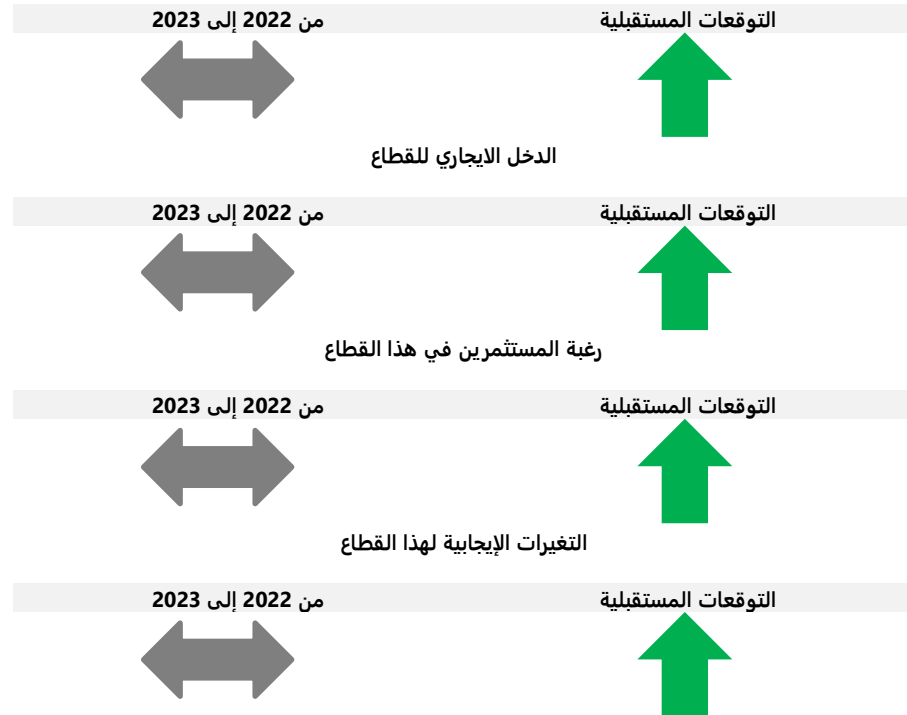 التوقعات المستقبلية من 2022 إلى 2023
الدخل الايجاري للقطاع
التوقعات المستقبلية من 2022 إلى 2023
رغبة المستثمرين في هذا القطاع
التوقعات المستقبلية من 2022 إلى 2023
التغيرات الإيجابية لهذا القطاع
التوقعات المستقبلية من 2022 إلى 2023